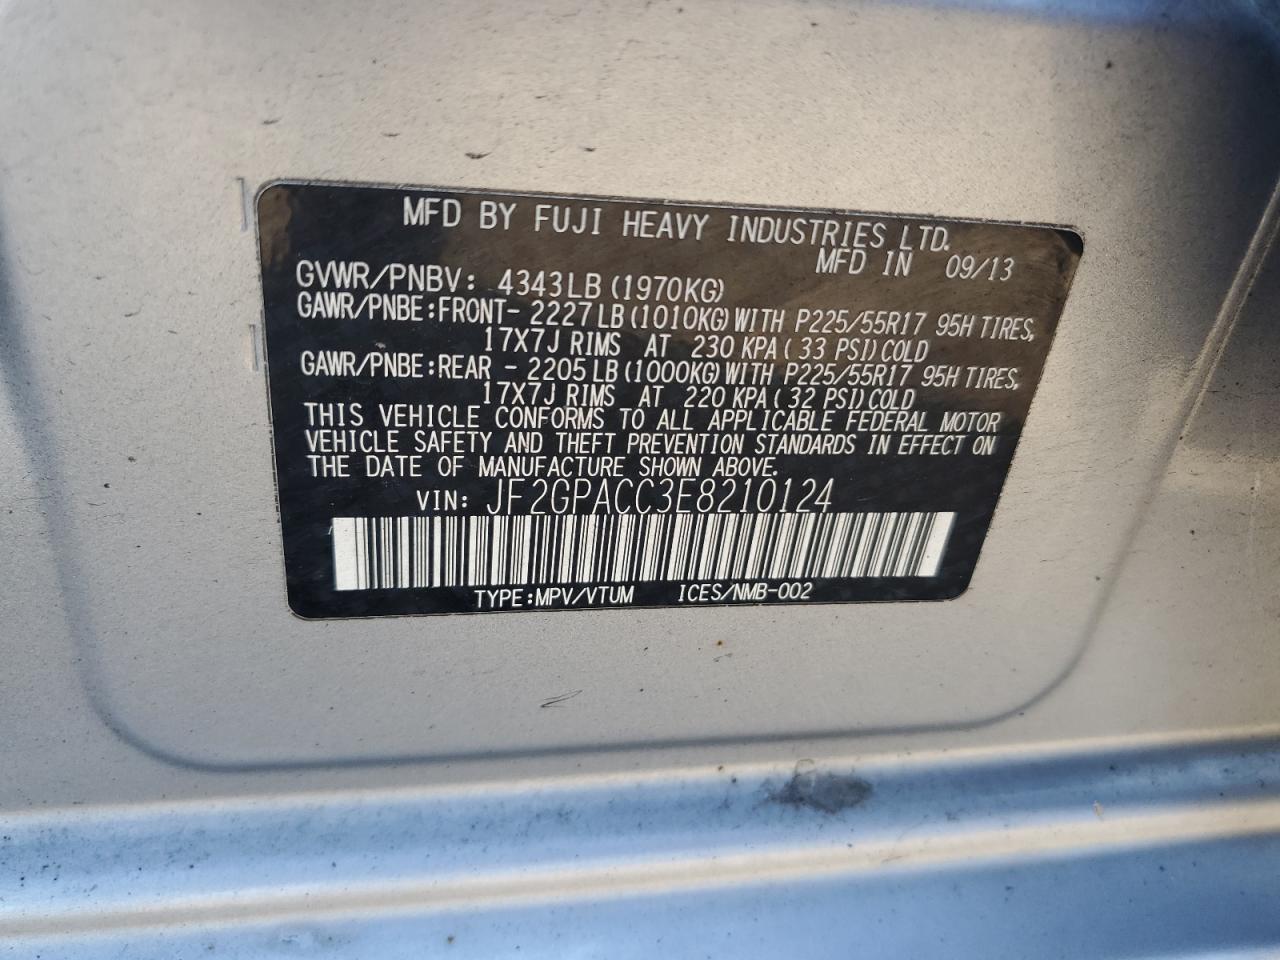 MFD BY FUJI HEAVY INDUSTRIES LTD.
MFD IN 09/13
GVWR/PNBV: 4343LB (1970KG)
GAWR/PNBE:FRONT- 2227LB (1010KG) WITH P225/55R17 95H TIRES,
17X7J RIMS AT 230 KPA ( 33 PSI) COLD
GAWR/PNBE:REAR - 2205LB (1000KG) WITH P225/55R17 95H TIRES,
17X7J RIMS AT 220 KPA ( 32 PSI) COLD
THIS VEHICLE CONFORMS TO ALL APPLICABLE FEDERAL MOTOR
VEHICLE SAFETY AND THEFT PREVENTION STANDARDS IN EFFECT ON
THE DATE OF MANUFACTURE SHOWN ABOVE.
VIN: JF2GPACC3E8210124
TYPE:MPV/VTUM ICES/NMB-002